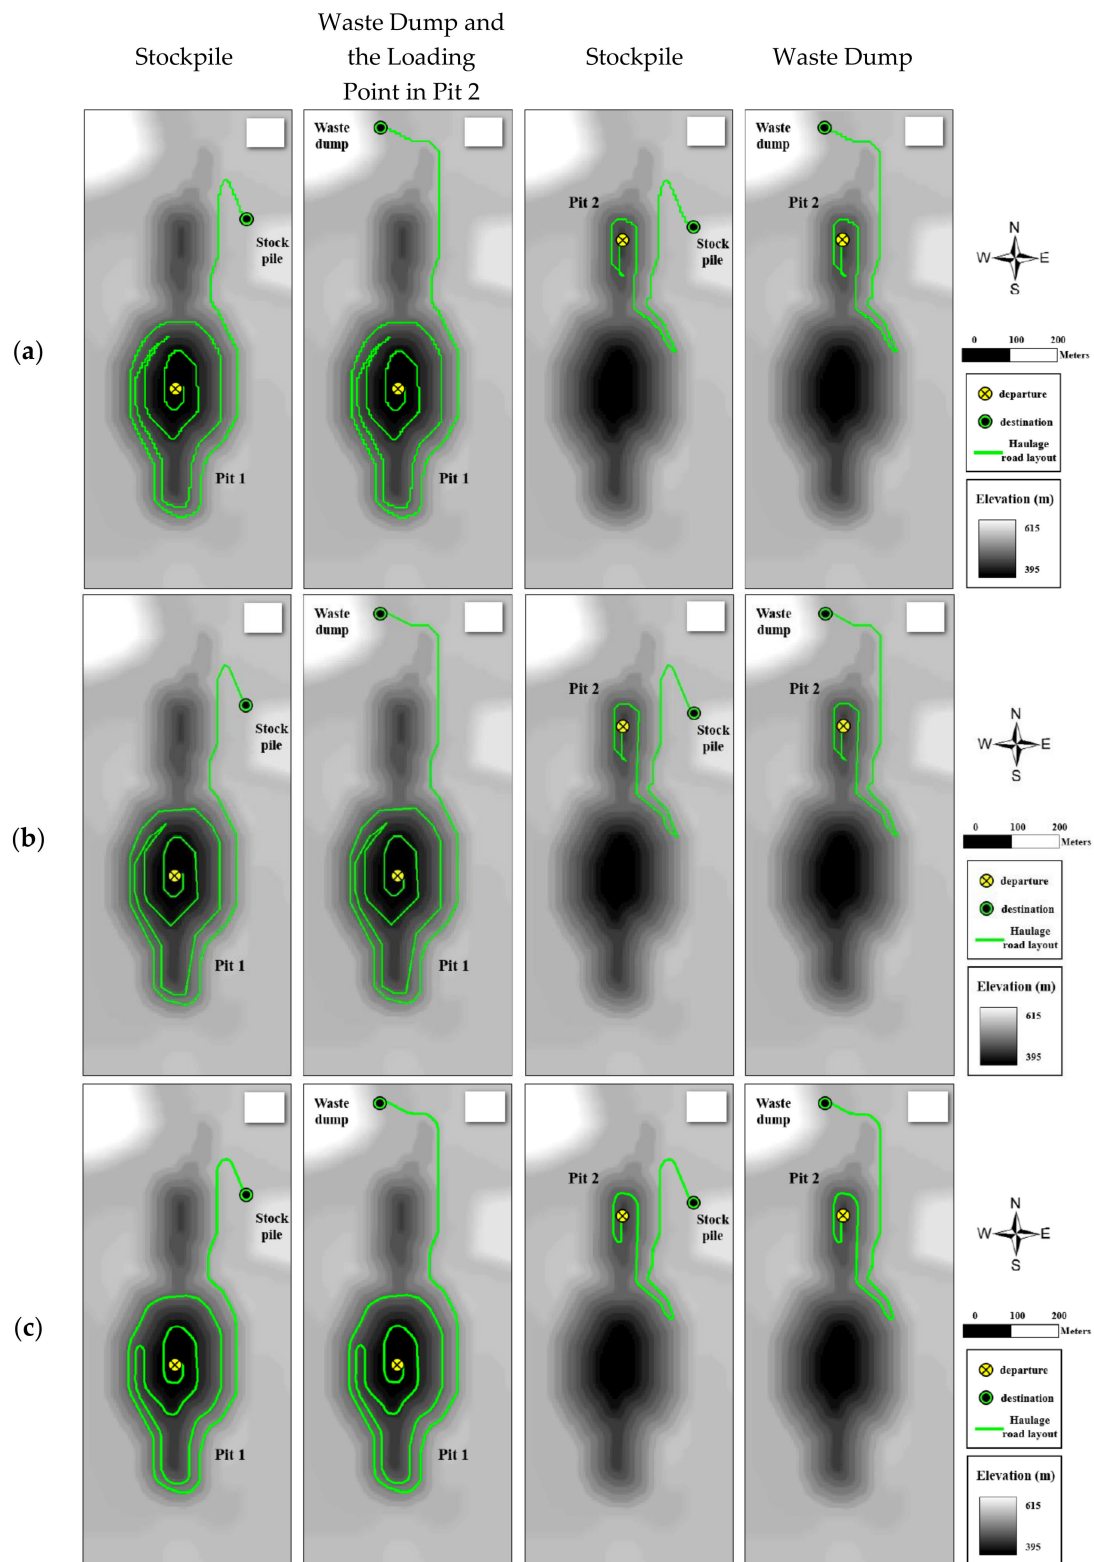 Stockpile
Waste Dump and
the Loading
Point in Pit 2
Stockpile
Waste Dump
(a)
Stock
pile
Pit 1
Waste
dump
Pit 1
Pit 2
Stock
pile
Waste
dump
Pit 2
N
W
E
S
0 100 200
Meters
departure
destination
Haulage
road layout
Elevation (m)
615
395
(b)
Stock
pile
Pit 1
Waste
dump
Pit 1
Pit 2
Stock
pile
Waste
dump
Pit 2
N
W
E
S
0 100 200
Meters
departure
destination
Haulage
road layout
Elevation (m)
615
395
(c)
Stock
pile
Pit 1
Waste
dump
Pit 1
Pit 2
Stock
pile
Waste
dump
Pit 2
N
W
E
S
0 100 200
Meters
departure
destination
Haulage
road layout
Elevation (m)
615
395